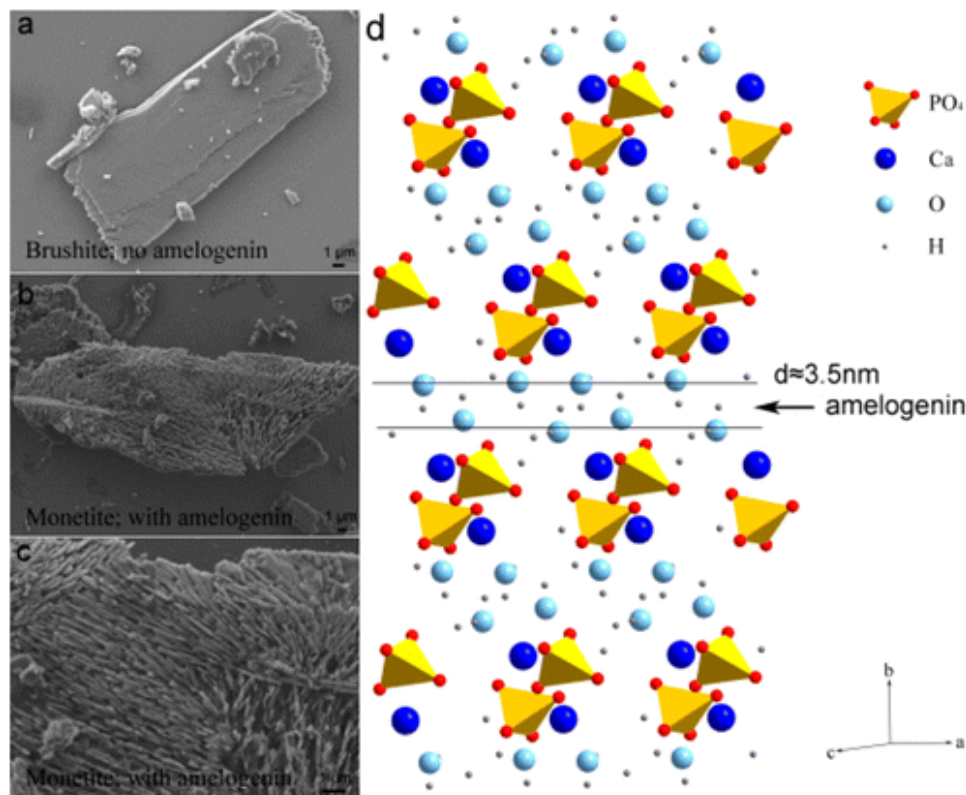 a
Brushite; no amelogenin
1 µm
b
Monetite; with amelogenin
1 µm
c
Monetite; with amelogenin
d
PO₄
Ca
O
H
d≈3.5nm
amelogenin
b
c
a